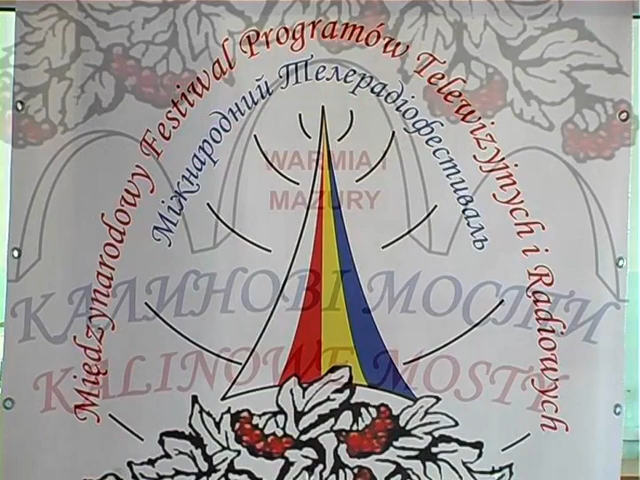 Międzynarodowy Festiwal Programów Telewizyjnych i Radiowych
Міжнародний Телерадіофестиваль
WARMIA I
MAZURY
КАЛИНОВІ МОСТИ
KALINOWE MOSTY